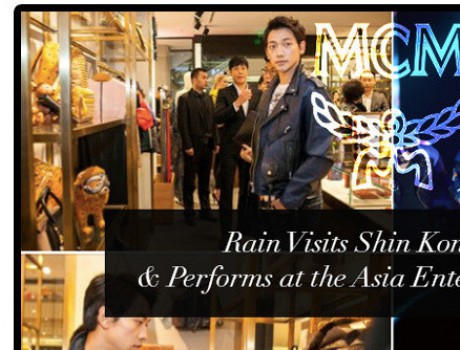 MCM
Rain Visits Shin Kon
& Performs at the Asia Ente